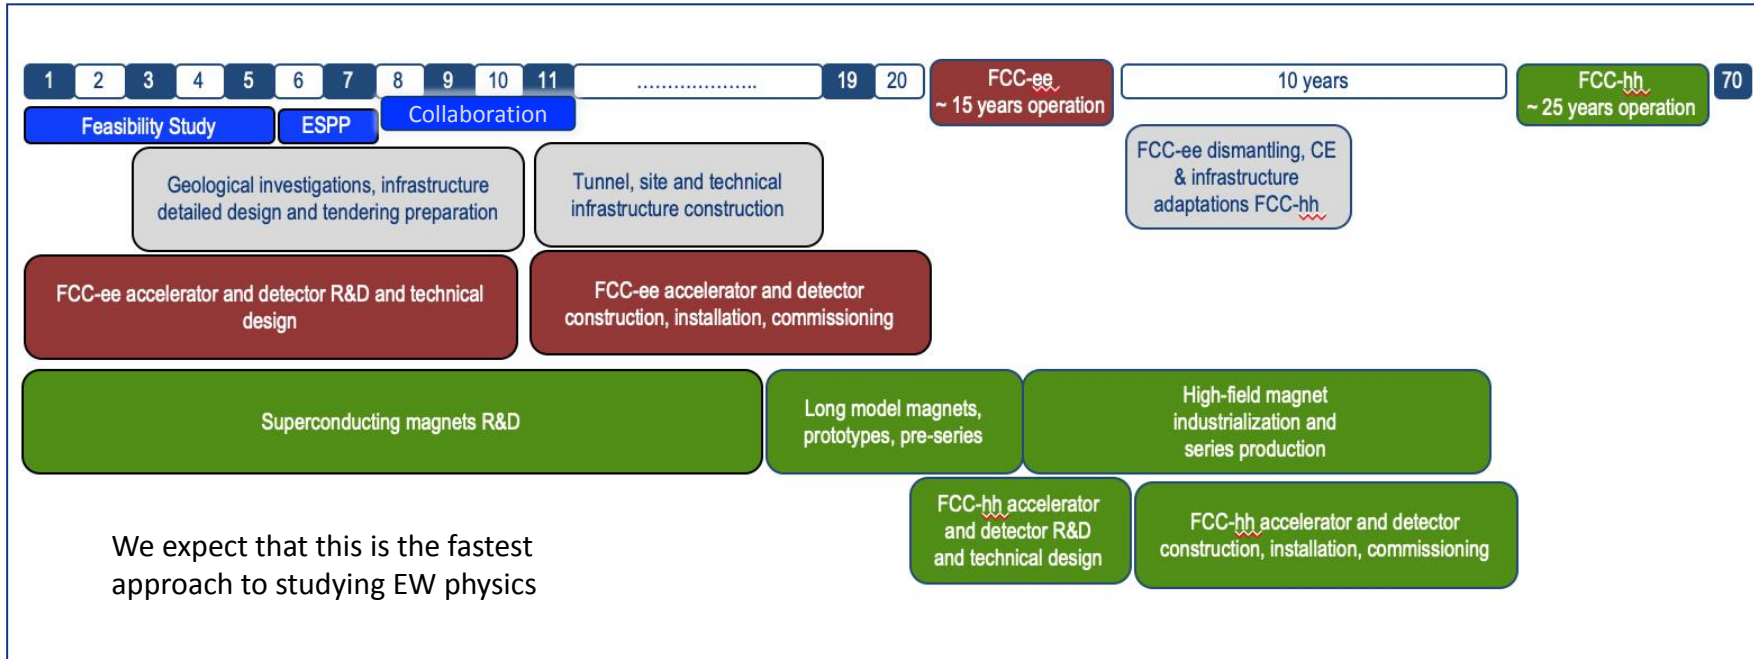 1 2 3 4 5 6 7 8 9 10 11 ...................... 19 20
FCC-ee
~ 15 years operation
10 years
FCC-hh
~ 25 years operation
70
Feasibility Study
ESPP
Collaboration
Geological investigations, infrastructure
detailed design and tendering preparation
Tunnel, site and technical
infrastructure construction
FCC-ee dismantling, CE
& infrastructure
adaptations FCC-hh
FCC-ee accelerator and detector R&D and technical
design
FCC-ee accelerator and detector
construction, installation, commissioning
Superconducting magnets R&D
Long model magnets,
prototypes, pre-series
High-field magnet
industrialization and
series production
FCC-hh accelerator
and detector R&D
and technical design
FCC-hh accelerator and detector
construction, installation, commissioning
We expect that this is the fastest
approach to studying EW physics